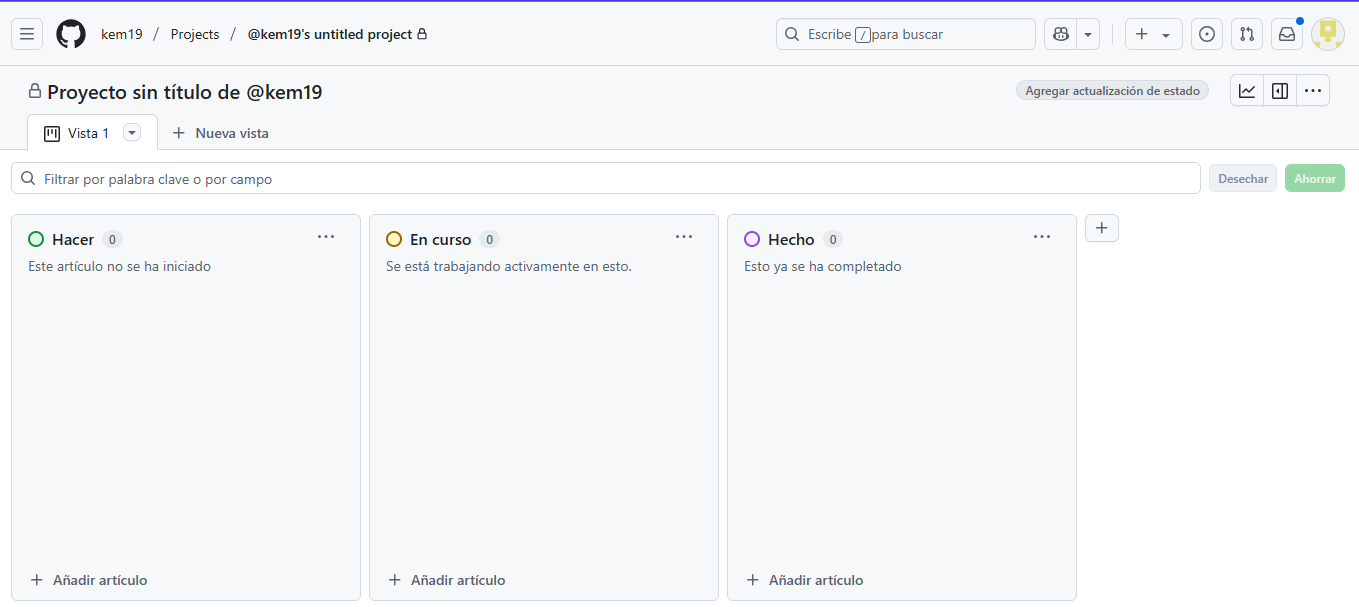 kem19 / Projects / @kem19's untitled project
Escribe / para buscar
Proyecto sin título de @kem19
Agregar actualización de estado
Vista 1
Nueva vista
Filtrar por palabra clave o por campo
Desechar
Ahorrar
Hacer 0
Este artículo no se ha iniciado
Añadir artículo
En curso 0
Se está trabajando activamente en esto.
Añadir artículo
Hecho 0
Esto ya se ha completado
Añadir artículo